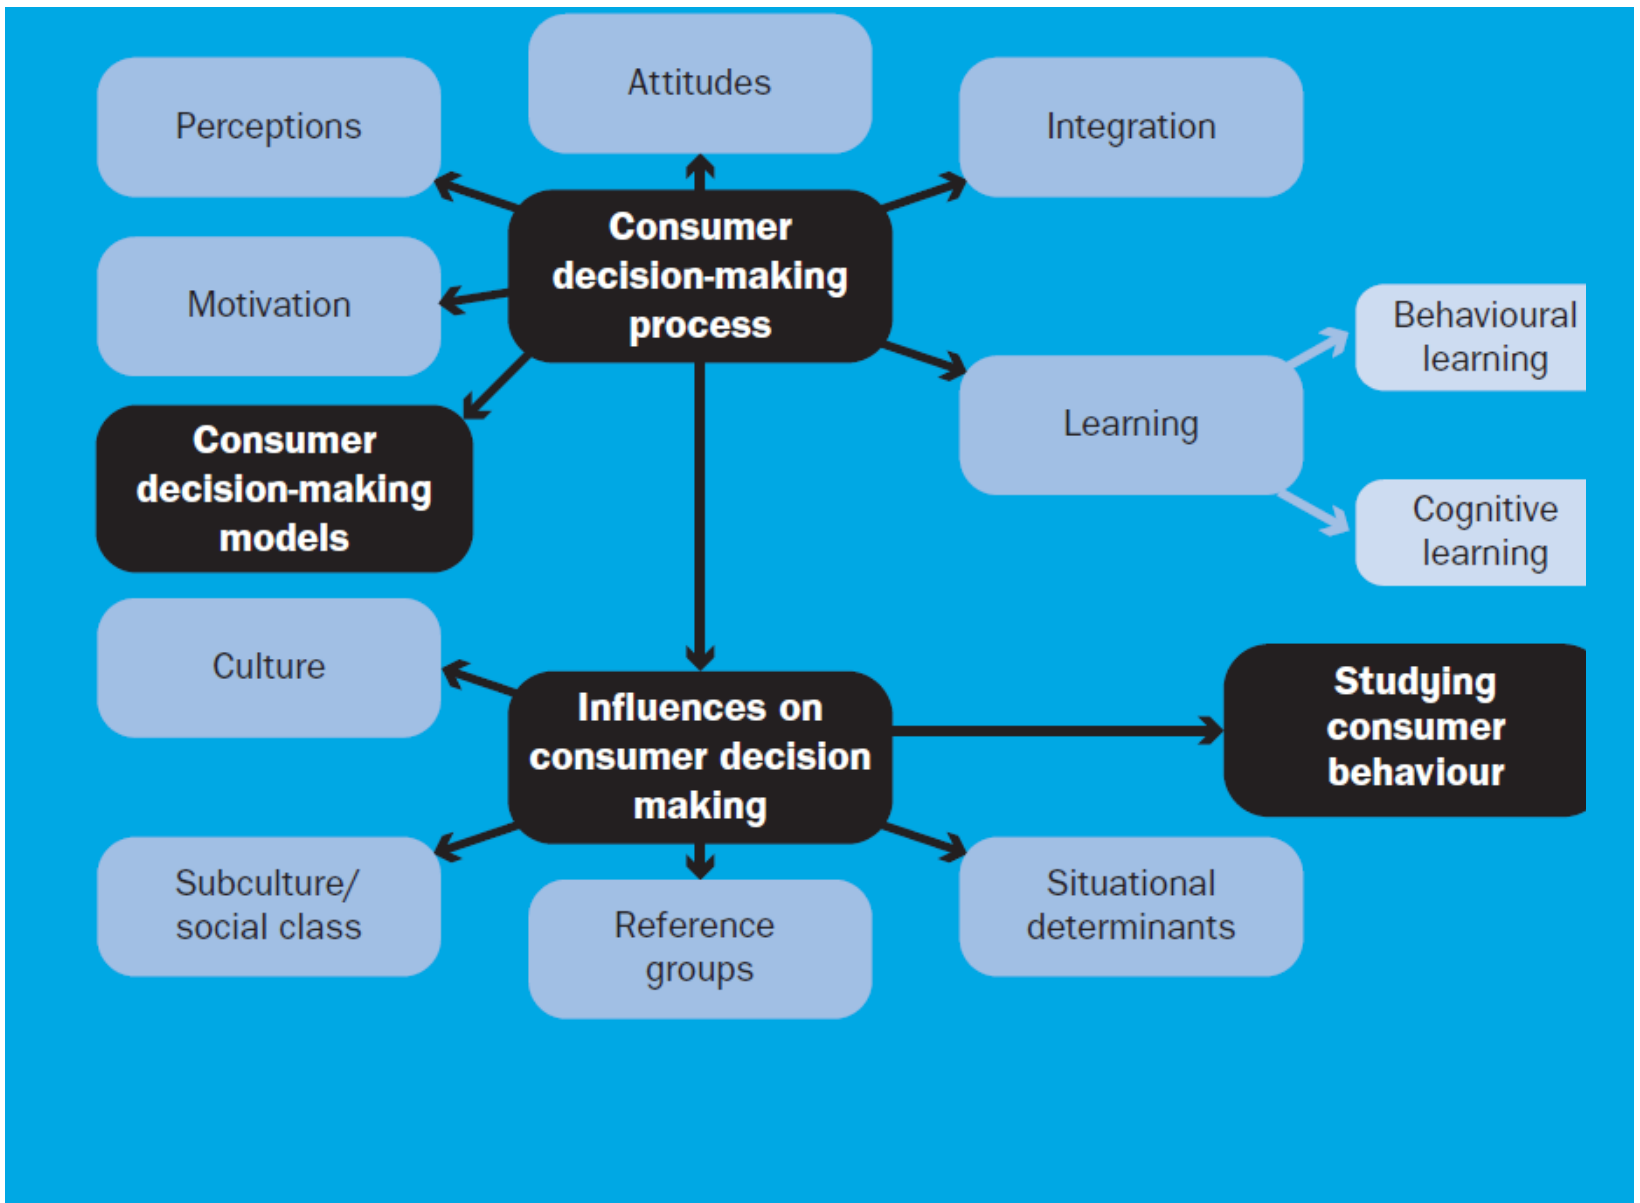 Attitudes
Perceptions
Integration
Consumer
decision-making
process
Motivation
Behavioural
learning
Learning
Consumer
decision-making
models
Cognitive
learning
Culture
Influences on
consumer decision
making
Studying
consumer
behaviour
Subculture/
social class
Reference
groups
Situational
determinants